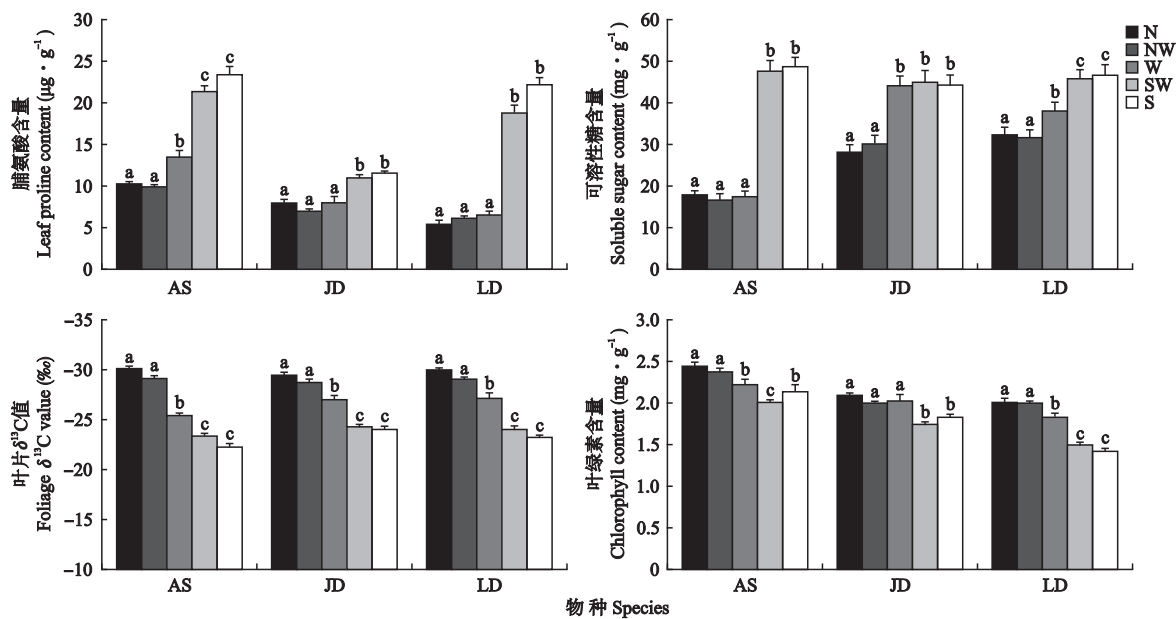 脯氨酸含量
Leaf proline content (μg·g⁻¹)
30
25
20
15
10
5
0
a a b c c
a a a b b
a a a b b
AS JD LD
可溶性糖含量
Soluble sugar content (mg·g⁻¹)
60
50
40
30
20
10
0
a a a b b
a a b b b
a a b c c
AS JD LD
N
NW
W
SW
S
叶片δ¹³C值
Foliage δ¹³C value (‰)
−35
−30
−25
−20
−15
−10
a a b c c
a a b c c
a a b c c
AS JD LD
叶绿素含量
Chlorophyll content (mg·g⁻¹)
3.0
2.5
2.0
1.5
1.0
0.5
0
a a b c b
a a a b b
a a b c c
AS JD LD
物 种 Species